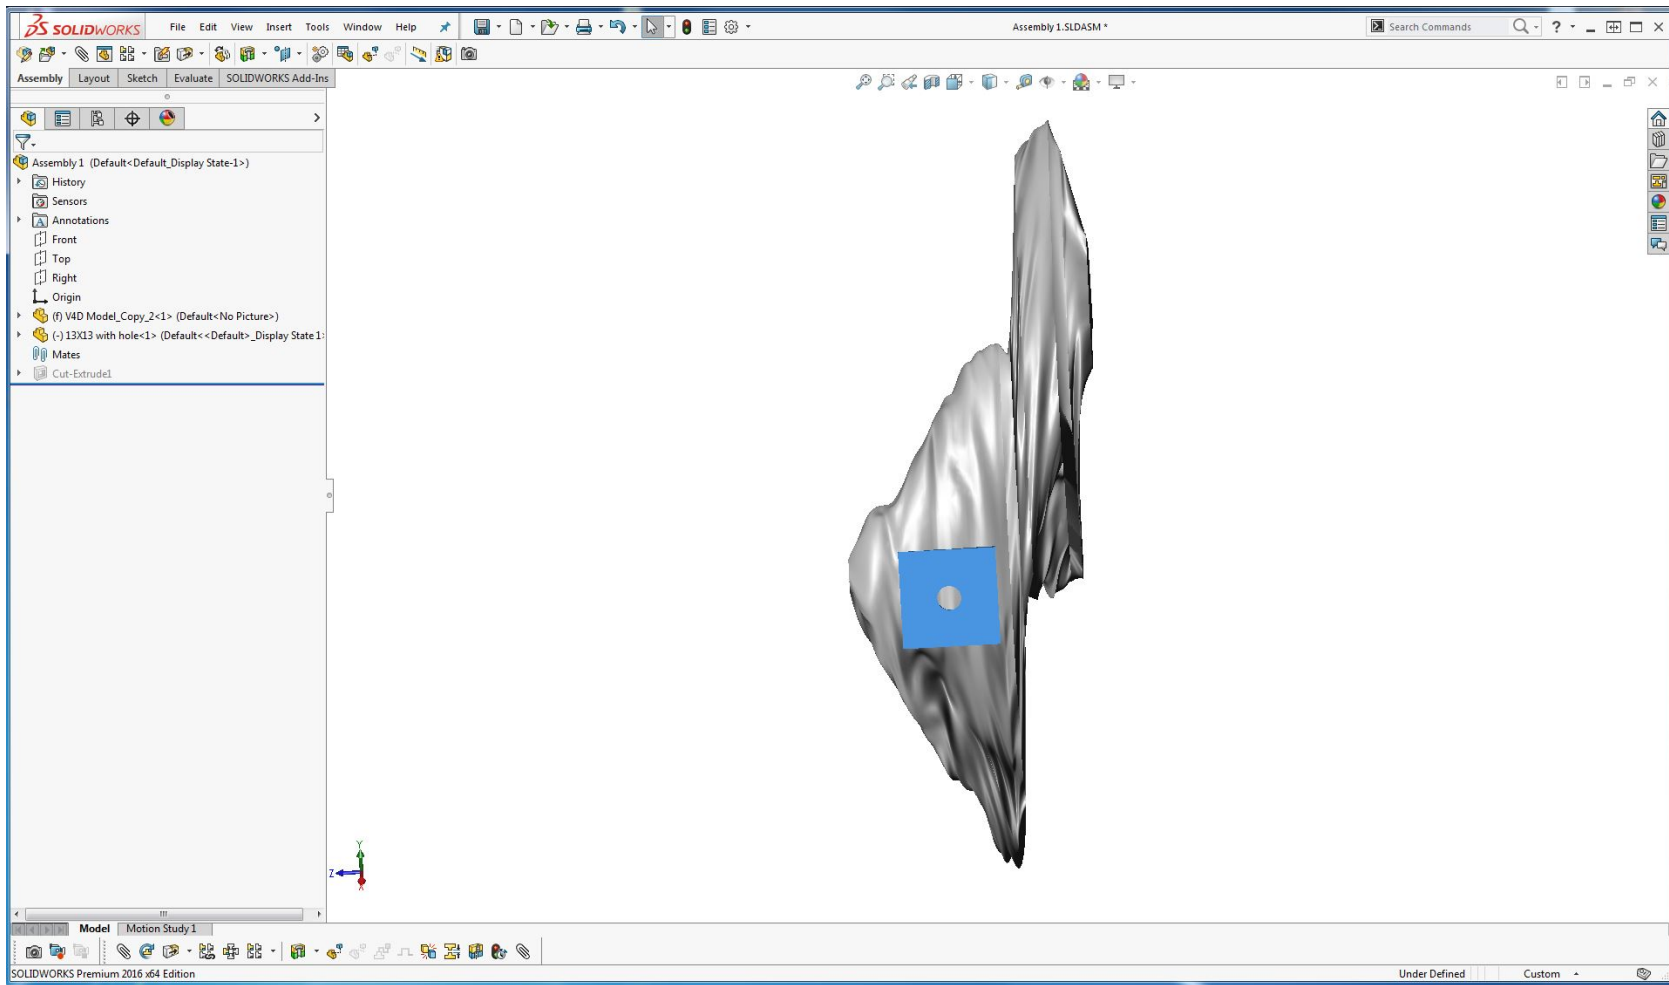 SOLIDWORKS File Edit View Insert Tools Window Help Assembly 1.SLDASM * Search Commands ?
Assembly Layout Sketch Evaluate SOLIDWORKS Add-Ins
Assembly 1 (Default<Default_Display State-1>)
History
Sensors
A Annotations
Front
Top
Right
Origin
(f) V4D Model_Copy_2<1> (Default<No Picture>)
(-) 13X13 with hole<1> (Default<<Default>_Display State 1
Mates
Cut-Extrude1
Y
Z
X
Model Motion Study 1
SOLIDWORKS Premium 2016 x64 Edition Under Defined Custom